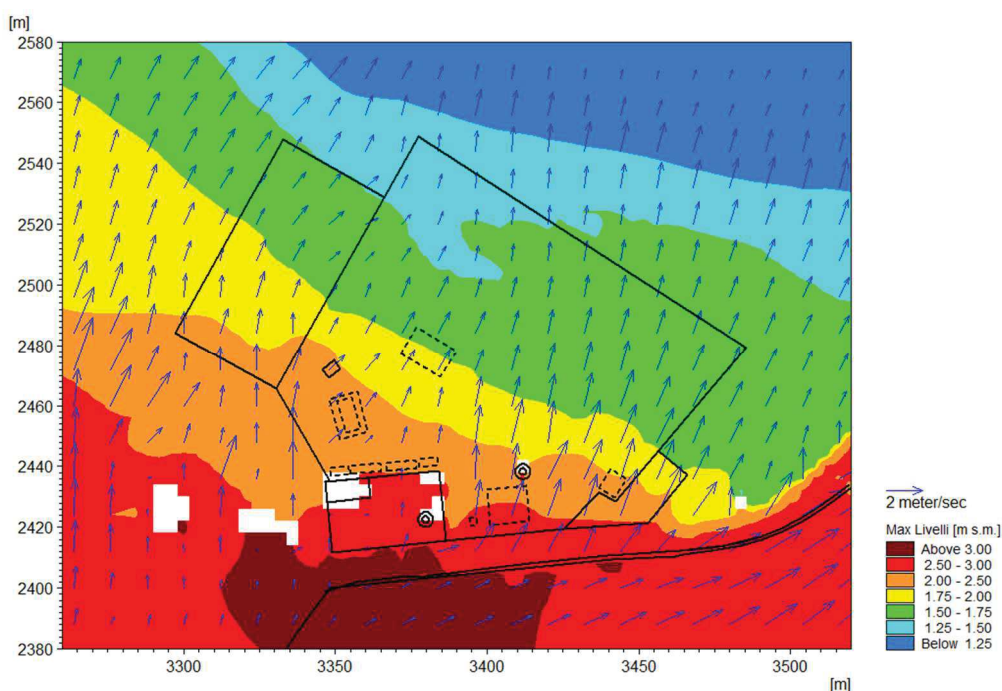 [m]
2580
2560
2540
2520
2500
2480
2460
2440
2420
2400
2380
3300 3350 3400 3450 3500
[m]
2 meter/sec
Max Livelli [m s.m.]
Above 3.00
2.50 - 3.00
2.00 - 2.50
1.75 - 2.00
1.50 - 1.75
1.25 - 1.50
Below 1.25